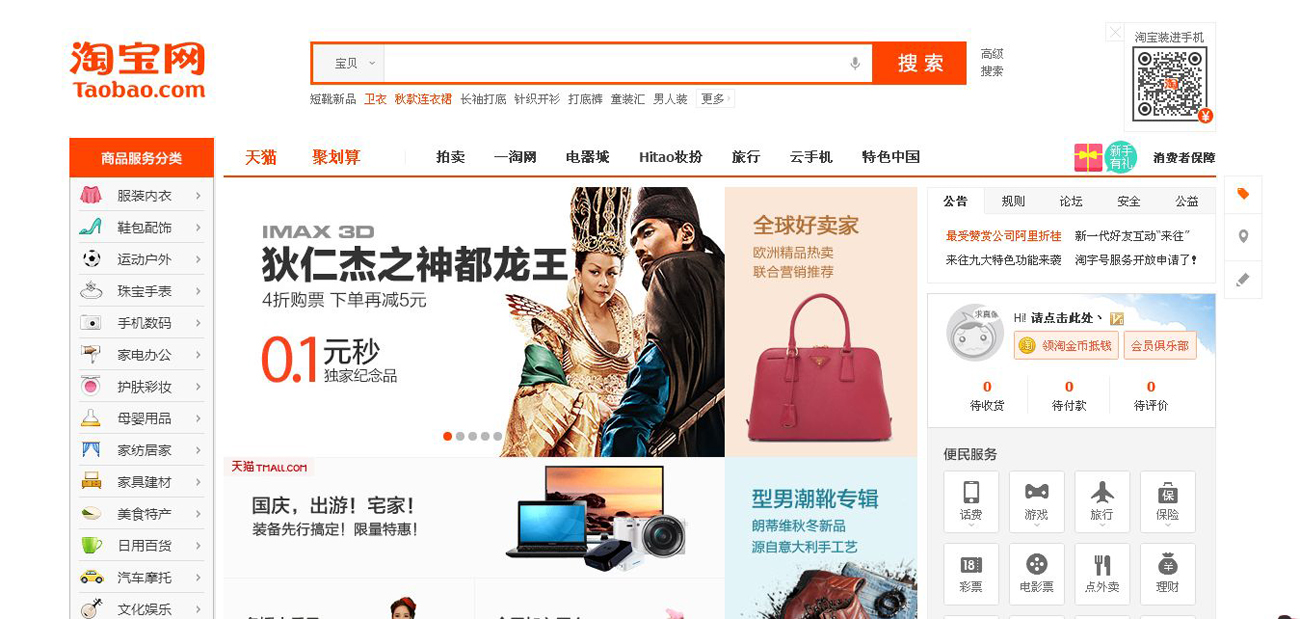 淘宝网
Taobao.com
宝贝
搜索
高级
搜索
淘宝装进手机
淘
¥
短靴新品 卫衣 秋款连衣裙 长袖打底 针织开衫 打底裤 童装汇 男人装 更多
商品服务分类
天猫 聚划算 拍卖 一淘网 电器城 Hitao妆扮 旅行 云手机 特色中国
新手
有礼
消费者保障
服装内衣
鞋包配饰
运动户外
珠宝手表
手机数码
家电办公
护肤彩妆
母婴用品
家纺居家
家具建材
美食特产
日用百货
汽车摩托
文化娱乐
IMAX 3D
狄仁杰之神都龙王
4折购票 下单再减5元
0.1元秒
独家纪念品
全球好卖家
欧洲精品热卖
联合营销推荐
公告 规则 论坛 安全 公益
最受赞赏公司阿里折桂 新一代好友互动“来往”
来往九大特色功能来袭 淘字号服务开放申请了！
求真像
Hi! 请点击此处、
淘
领淘金币抵钱 会员俱乐部
0 0 0
待收货 待付款 待评价
天猫 TMALL.COM
国庆，出游！宅家！
装备先行搞定！限量特惠！
型男潮靴专辑
朗蒂维秋冬新品
源自意大利手工艺
便民服务
话费 游戏 旅行 保险
保
18
彩票 电影票 点外卖 理财